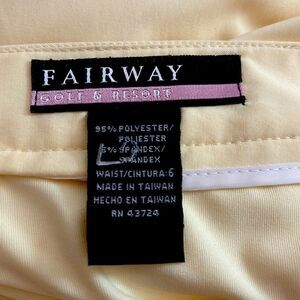 FAIRWAY
GOLF & RESORT
95% POLYESTER/
POLIESTER
5% SPANDEX/
SPANDEX
WAIST/CINTURA: 6
MADE IN TAIWAN
HECHO EN TAIWAN
RN 43724